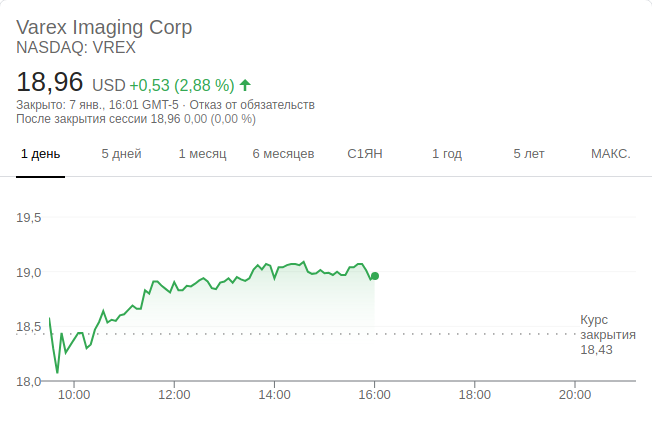 Varex Imaging Corp
NASDAQ: VREX
18,96 USD +0,53 (2,88 %)
Закрыто: 7 янв., 16:01 GMT-5 · Отказ от обязательств
После закрытия сессии 18,96 0,00 (0,00 %)
1 день 5 дней 1 месяц 6 месяцев С1ЯН 1 год 5 лет МАКС.
19,5
19,0
18,5
18,0
Курс
закрытия
18,43
10:00 12:00 14:00 16:00 18:00 20:00